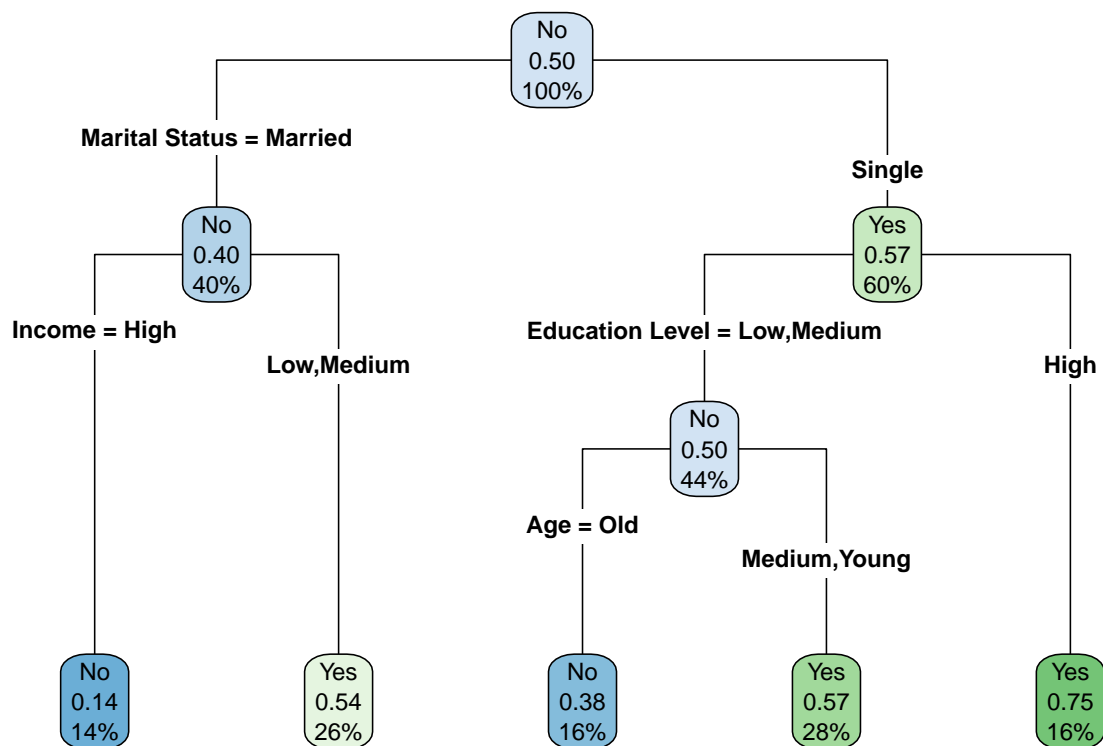 No
0.50
100%
Marital Status = Married
Single
No
0.40
40%
Yes
0.57
60%
Income = High
Low,Medium
Education Level = Low,Medium
High
No
0.50
44%
Age = Old
Medium,Young
No
0.14
14%
Yes
0.54
26%
No
0.38
16%
Yes
0.57
28%
Yes
0.75
16%